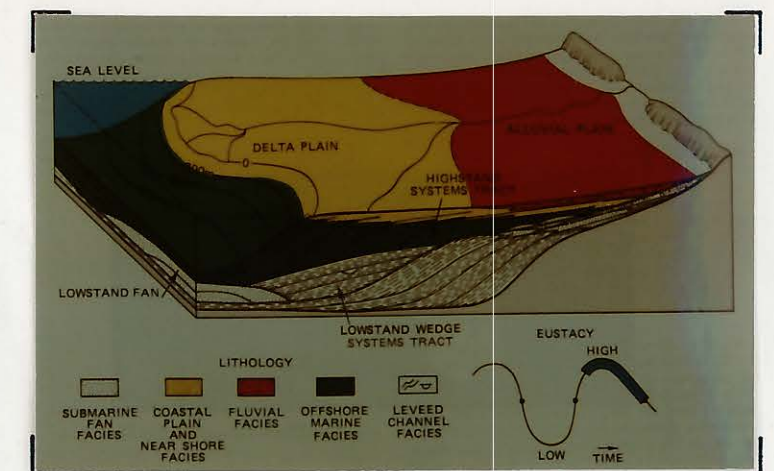 SEA LEVEL
DELTA PLAIN
0
ALLUVIAL PLAIN
HIGHSTAND
SYSTEMS TRACT
LOWSTAND FAN
LOWSTAND WEDGE
SYSTEMS TRACT
LITHOLOGY
SUBMARINE
FAN
FACIES
COASTAL
PLAIN
AND
NEAR SHORE
FACIES
FLUVIAL
FACIES
OFFSHORE
MARINE
FACIES
LEVEED
CHANNEL
FACIES
EUSTACY
HIGH
LOW
TIME